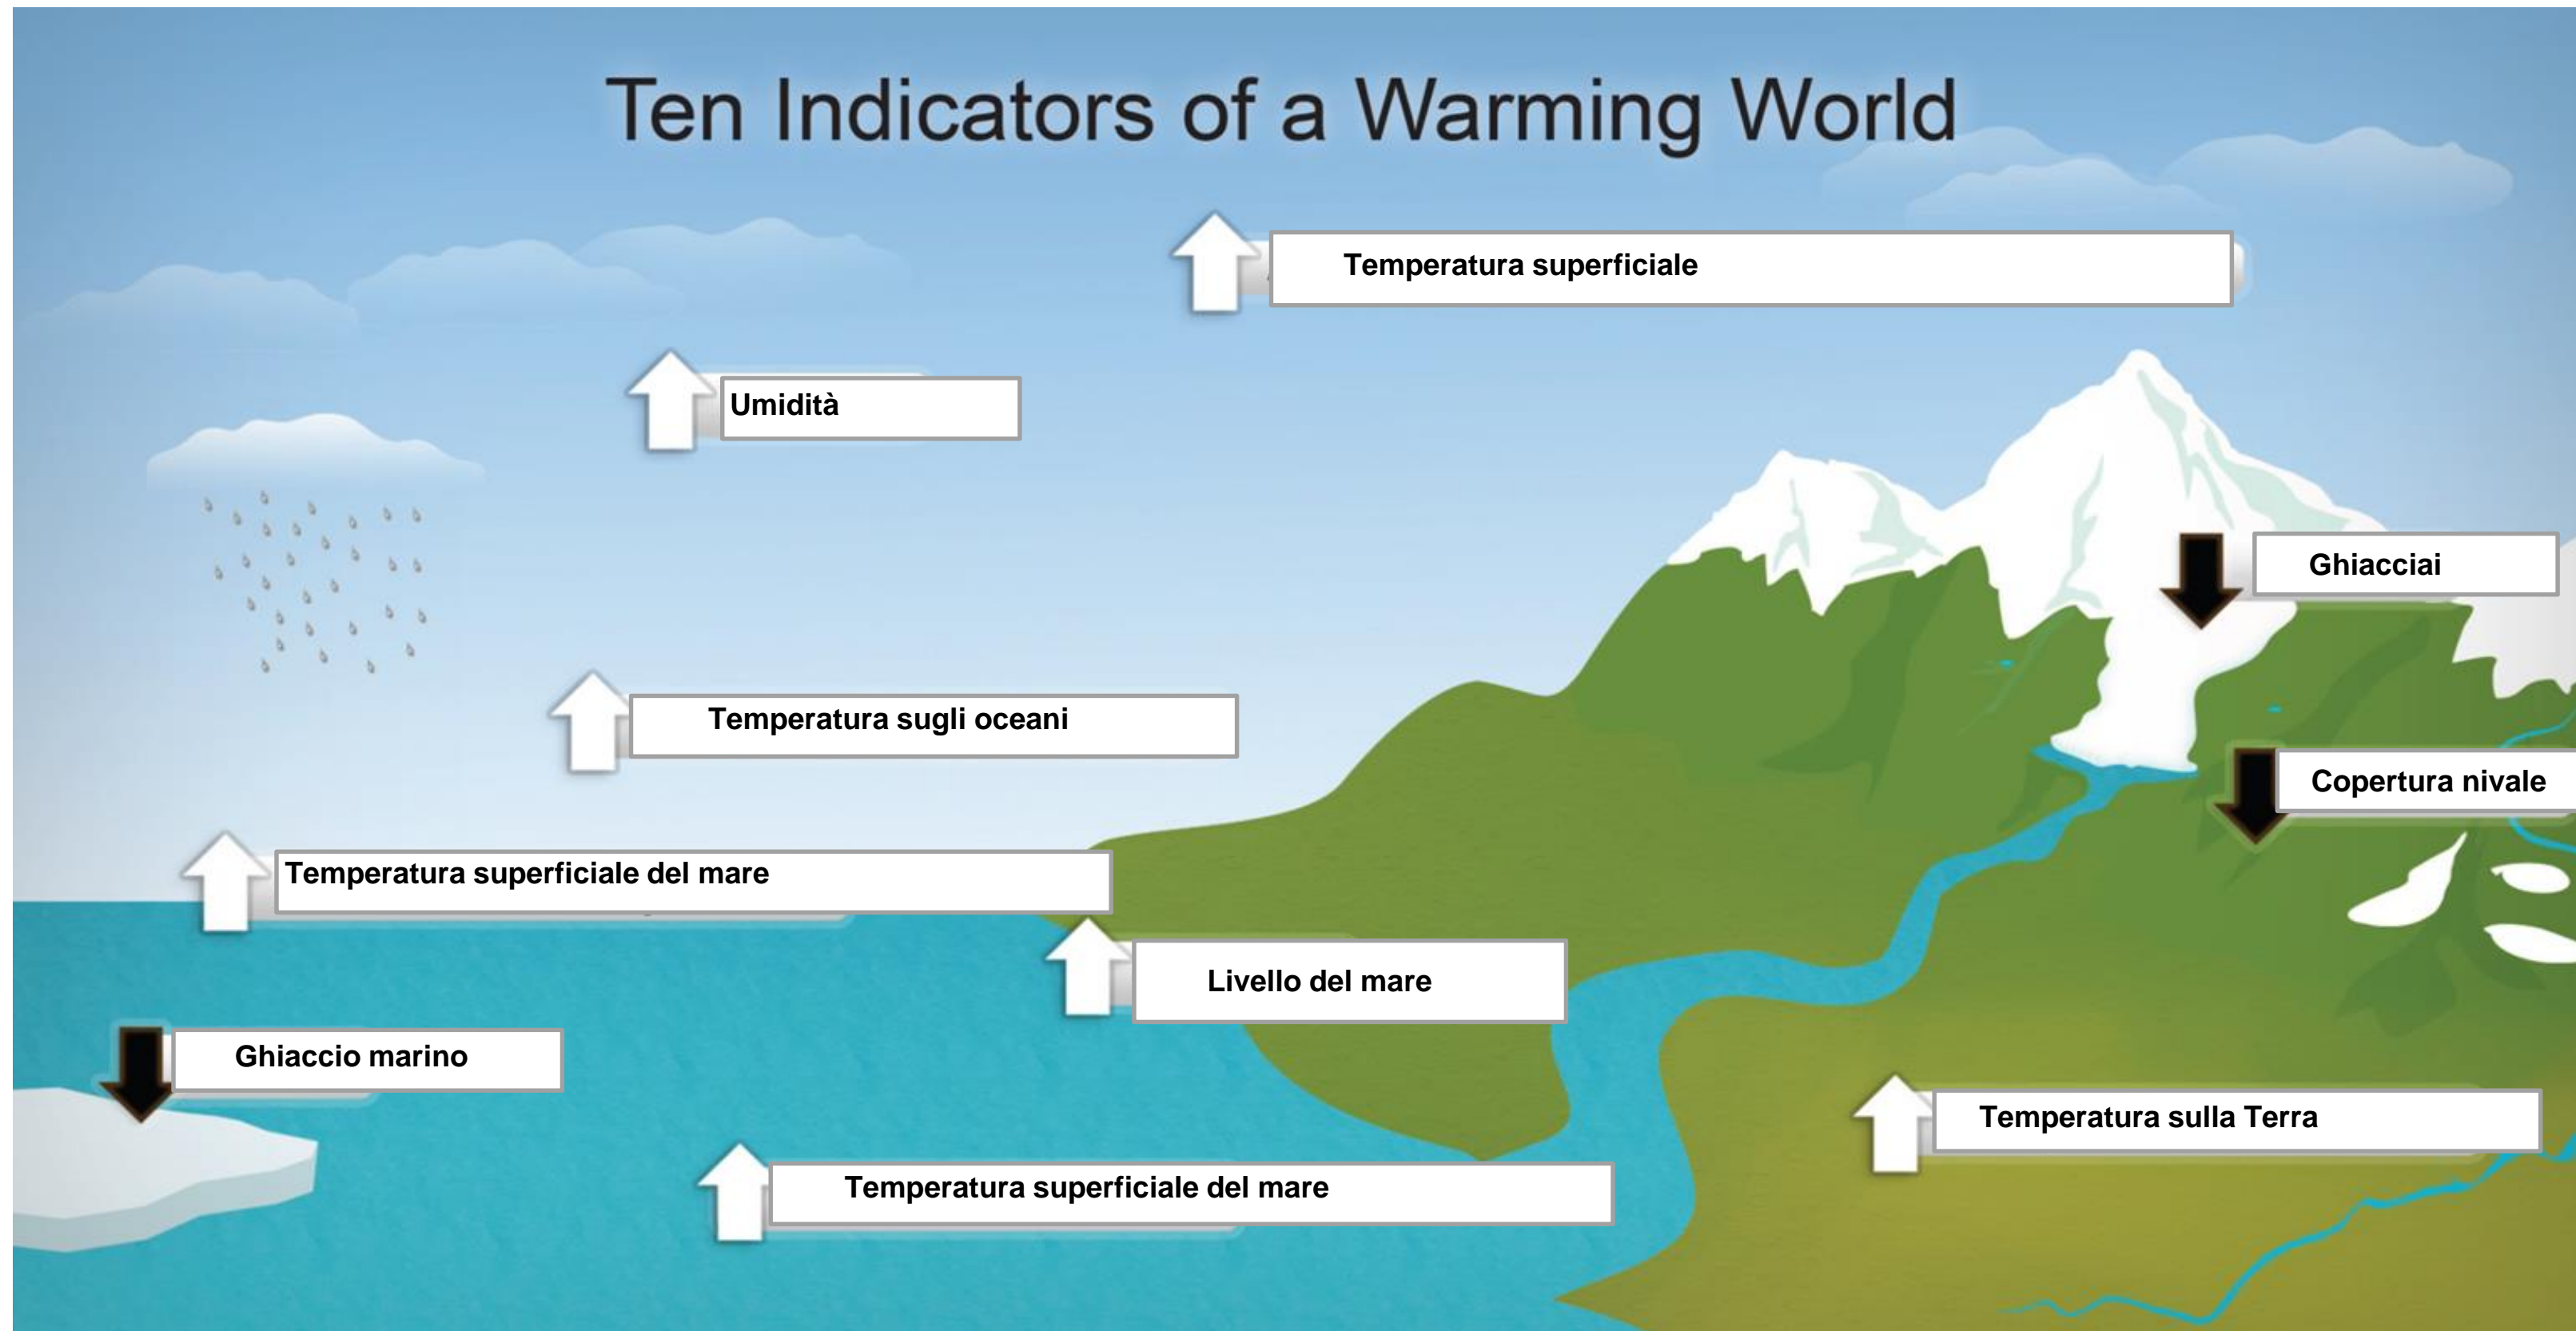 Ten Indicators of a Warming World
Temperatura superficiale
Umidità
Ghiacciai
Temperatura sugli oceani
Copertura nivale
Temperatura superficiale del mare
Livello del mare
Ghiaccio marino
Temperatura sulla Terra
Temperatura superficiale del mare